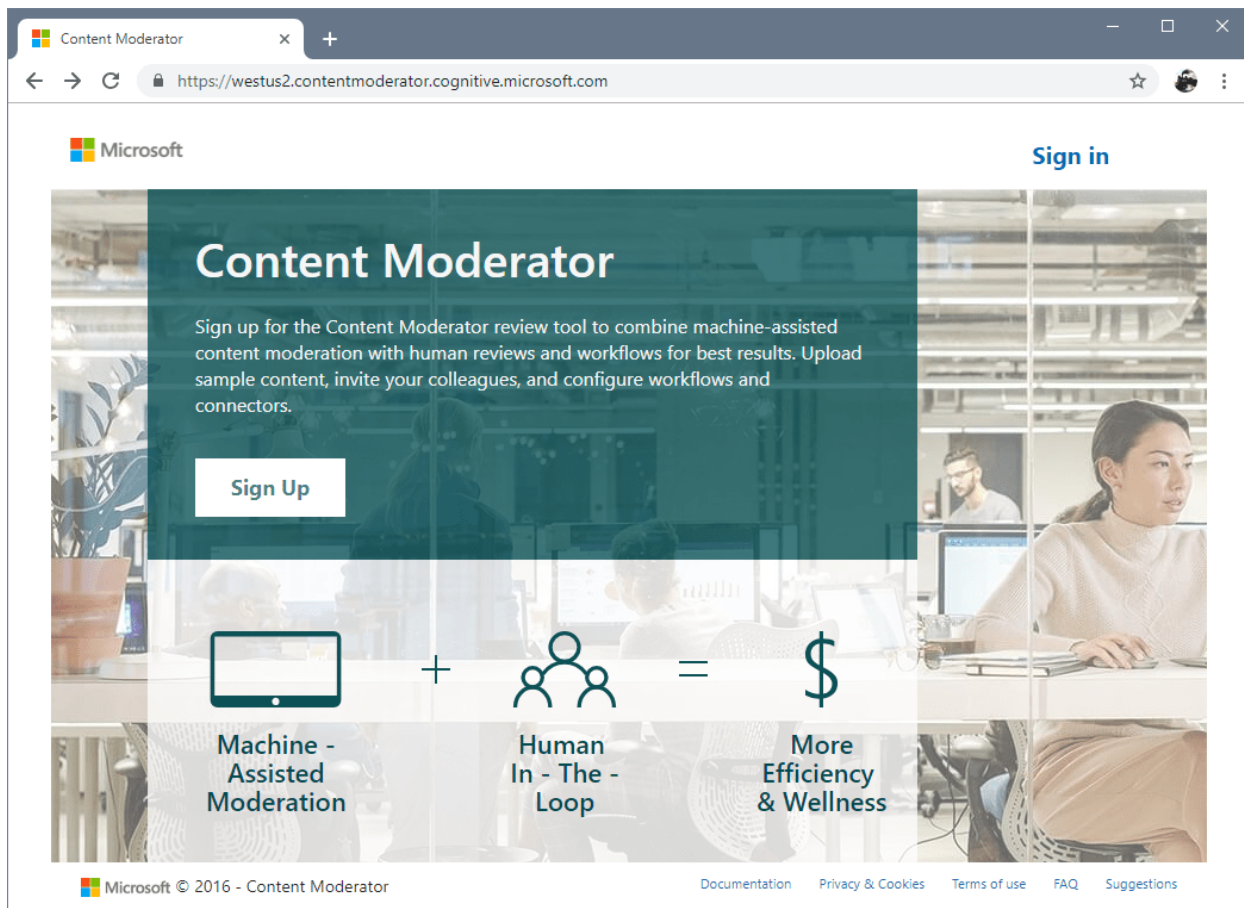 Content Moderator
https://westus2.contentmoderator.cognitive.microsoft.com
Microsoft
Sign in
Content Moderator
Sign up for the Content Moderator review tool to combine machine-assisted
content moderation with human reviews and workflows for best results. Upload
sample content, invite your colleagues, and configure workflows and
connectors.
Sign Up
+
=
$
Machine -
Assisted
Moderation
Human
In - The -
Loop
More
Efficiency
& Wellness
Microsoft © 2016 - Content Moderator
Documentation Privacy & Cookies Terms of use FAQ Suggestions